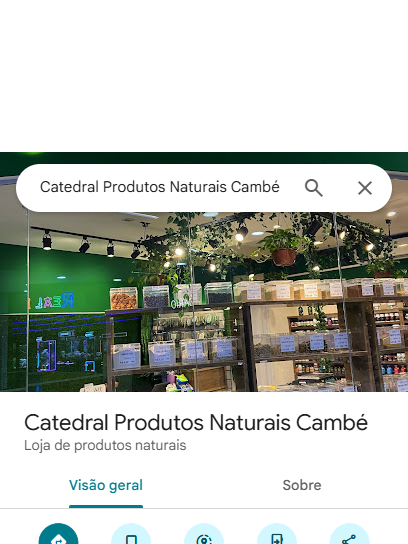 Catedral Produtos Naturais Cambé
Catedral Produtos Naturais Cambé
Loja de produtos naturais
Visão geral
Sobre